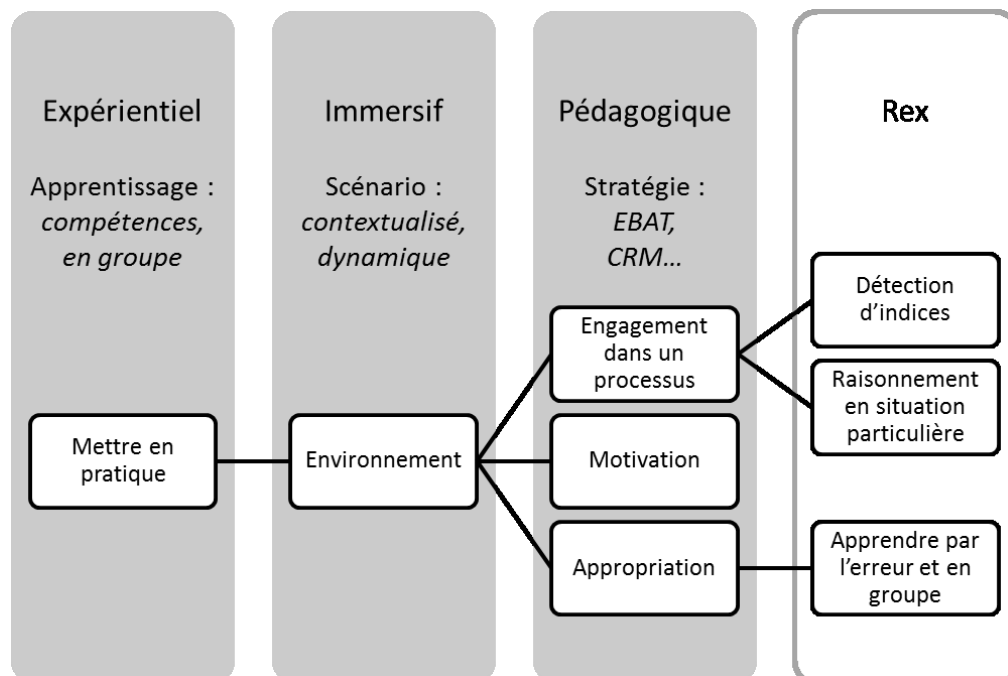 Expérientiel
Apprentissage :
compétences,
en groupe
Mettre en
pratique
Immersif
Scénario :
contextualisé,
dynamique
Environnement
Pédagogique
Stratégie :
EBAT,
CRM…
Engagement
dans un
processus
Motivation
Appropriation
Rex
Détection
d’indices
Raisonnement
en situation
particulière
Apprendre par
l’erreur et en
groupe